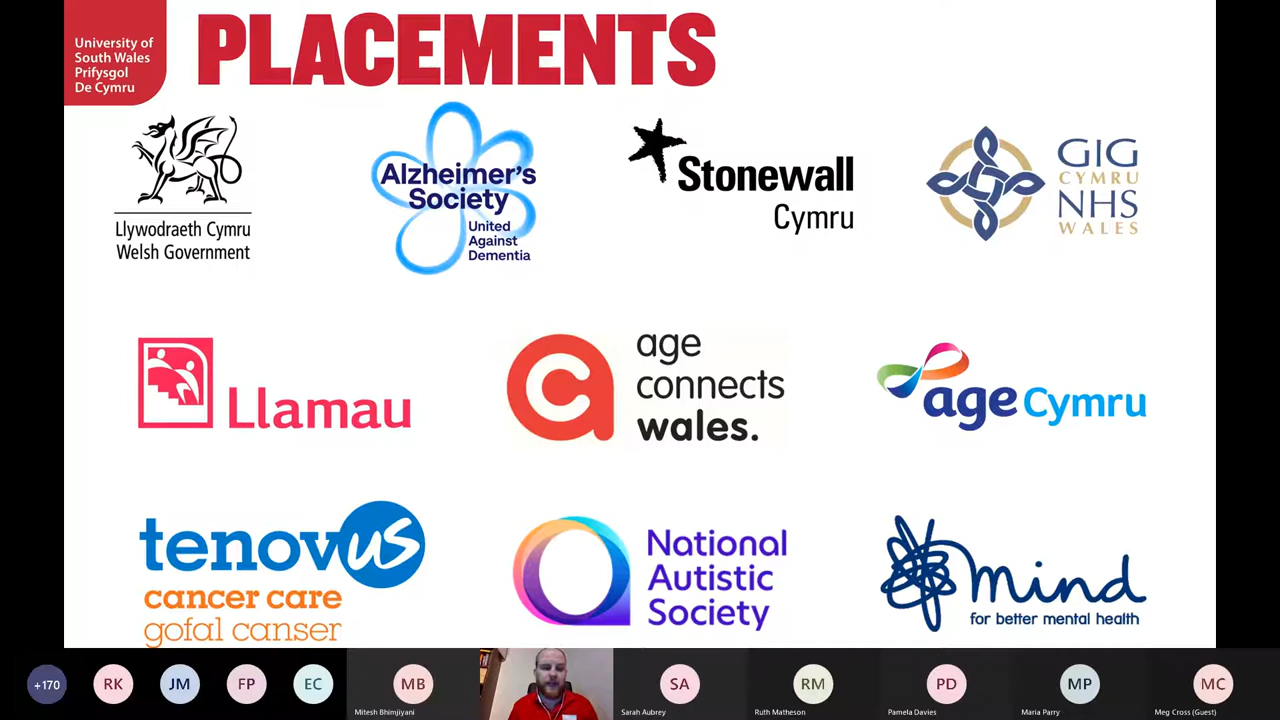 University of
South Wales
Prifysgol
De Cymru
PLACEMENTS
Llywodraeth Cymru
Welsh Government
Alzheimer's
Society
United
Against
Dementia
Stonewall
Cymru
GIG
CYMRU
NHS
WALES
Llamau
age
connects
wales.
age Cymru
tenovus
cancer care
gofal canser
National
Autistic
Society
mind
for better mental health
+170
RK
JM
FP
EC
MB
SA
RM
PD
MP
MC
Mitesh Bhimjiyani
Sarah Aubrey
Ruth Matheson
Pamela Davies
Maria Parry
Meg Cross (Guest)